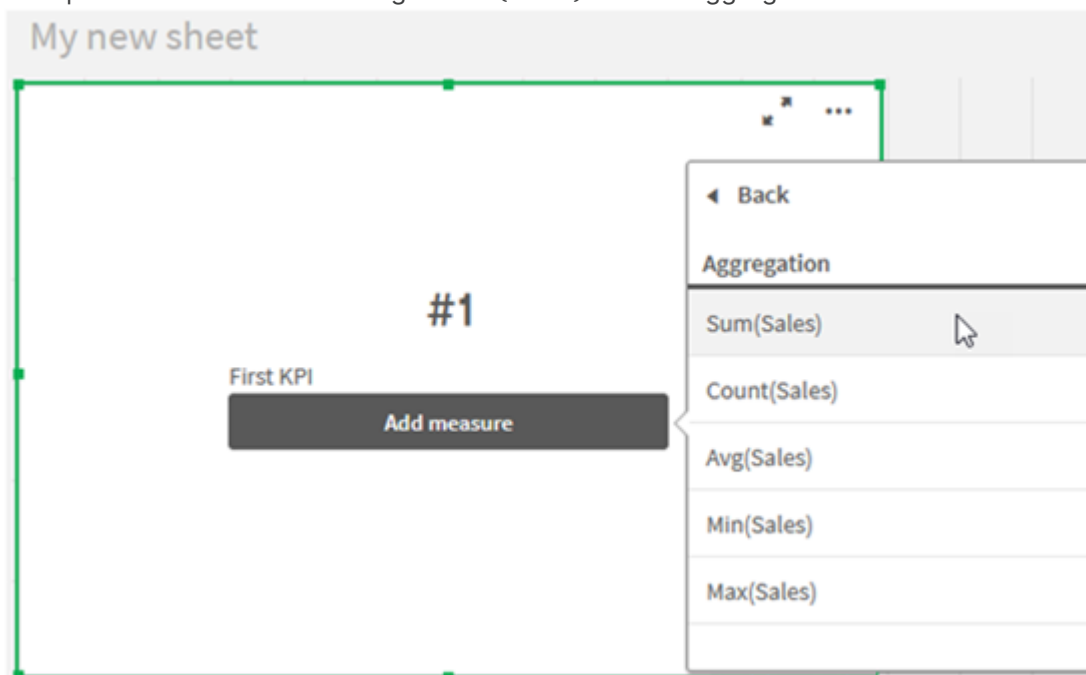 My new sheet
Back
Aggregation
#1
Sum(Sales)
First KPI
Count(Sales)
Add measure
Avg(Sales)
Min(Sales)
Max(Sales)